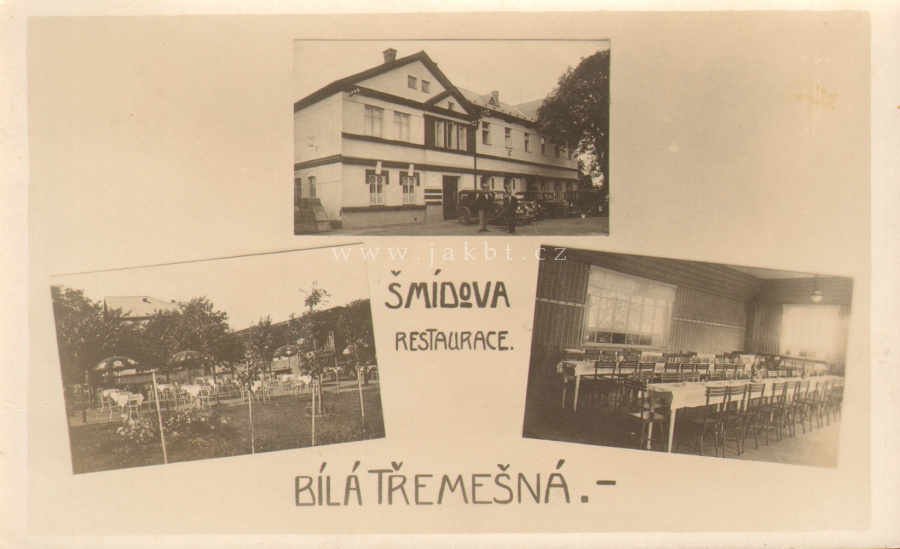 www.jakbt.cz
ŠMÍDOVA
RESTAURACE.
BÍLÁ TŘEMEŠNÁ.-